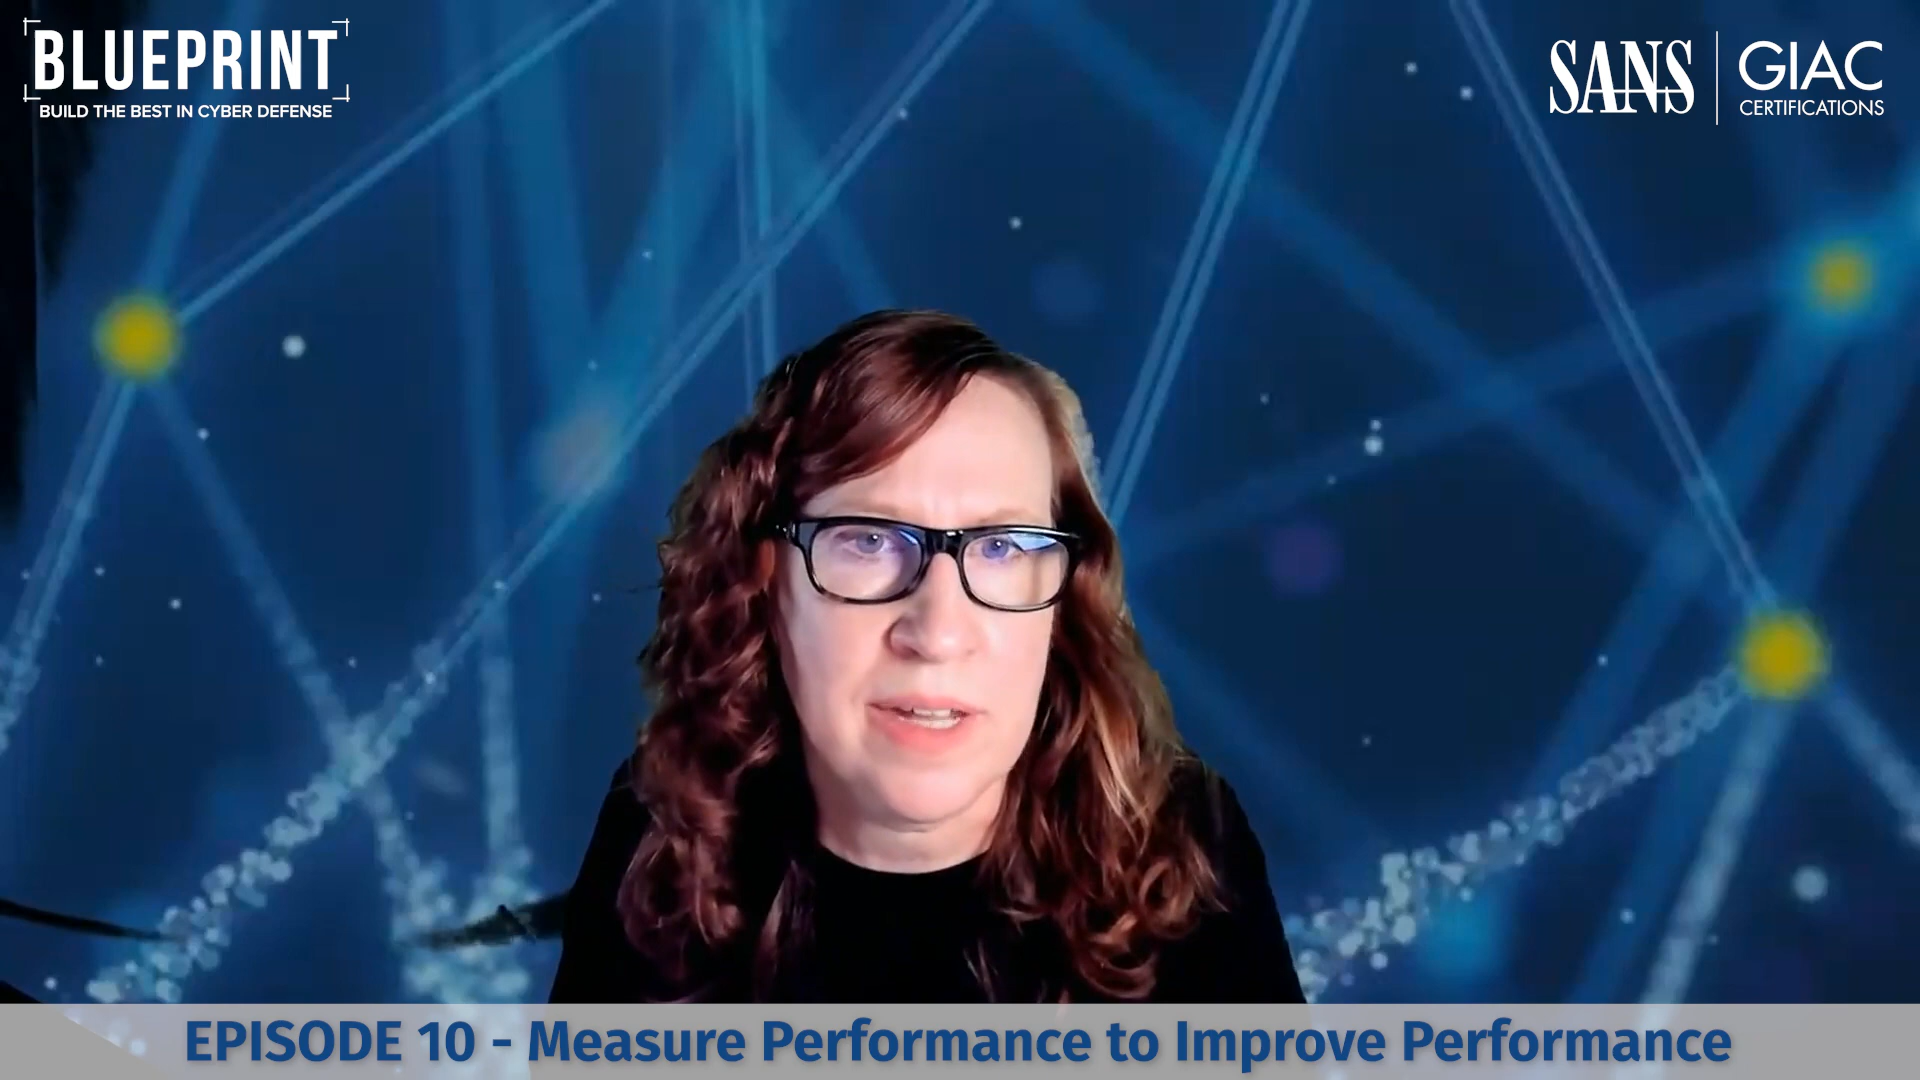 BLUEPRINT
BUILD THE BEST IN CYBER DEFENSE
SANS
GIAC
CERTIFICATIONS
EPISODE 10 - Measure Performance to Improve Performance